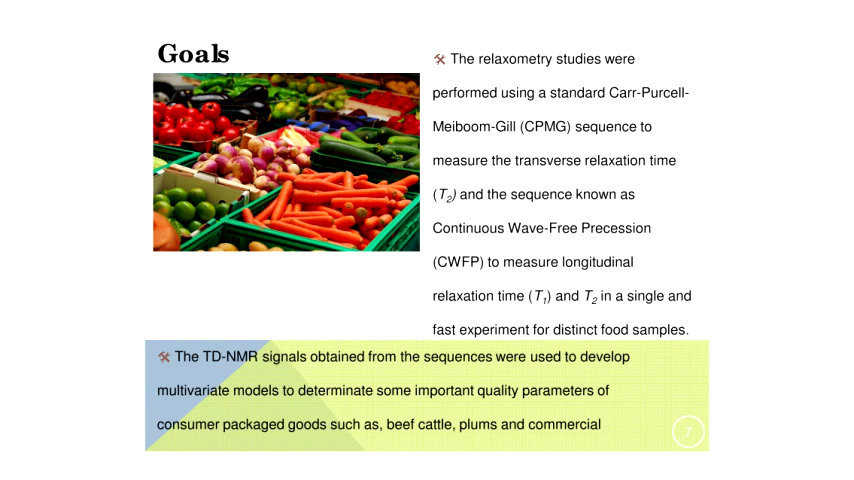 Goals
The relaxometry studies were
performed using a standard Carr-Purcell-
Meiboom-Gill (CPMG) sequence to
measure the transverse relaxation time
(T2) and the sequence known as
Continuous Wave-Free Precession
(CWFP) to measure longitudinal
relaxation time (T1) and T2 in a single and
fast experiment for distinct food samples.
The TD-NMR signals obtained from the sequences were used to develop
multivariate models to determinate some important quality parameters of
consumer packaged goods such as, beef cattle, plums and commercial
7